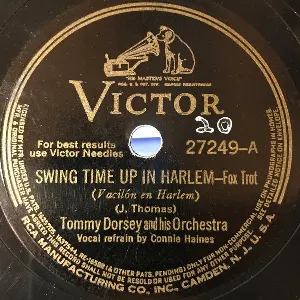 "HIS MASTER'S VOICE"
VICTOR
20
For best results
use Victor Needles
27249-A
SWING TIME UP IN HARLEM—Fox Trot
(Vacilón en Harlem)
(J. Thomas)
Tommy Dorsey and his Orchestra
Vocal refrain by Connie Haines
RCA MANUFACTURING CO., INC., CAMDEN, N. J., U. S. A.